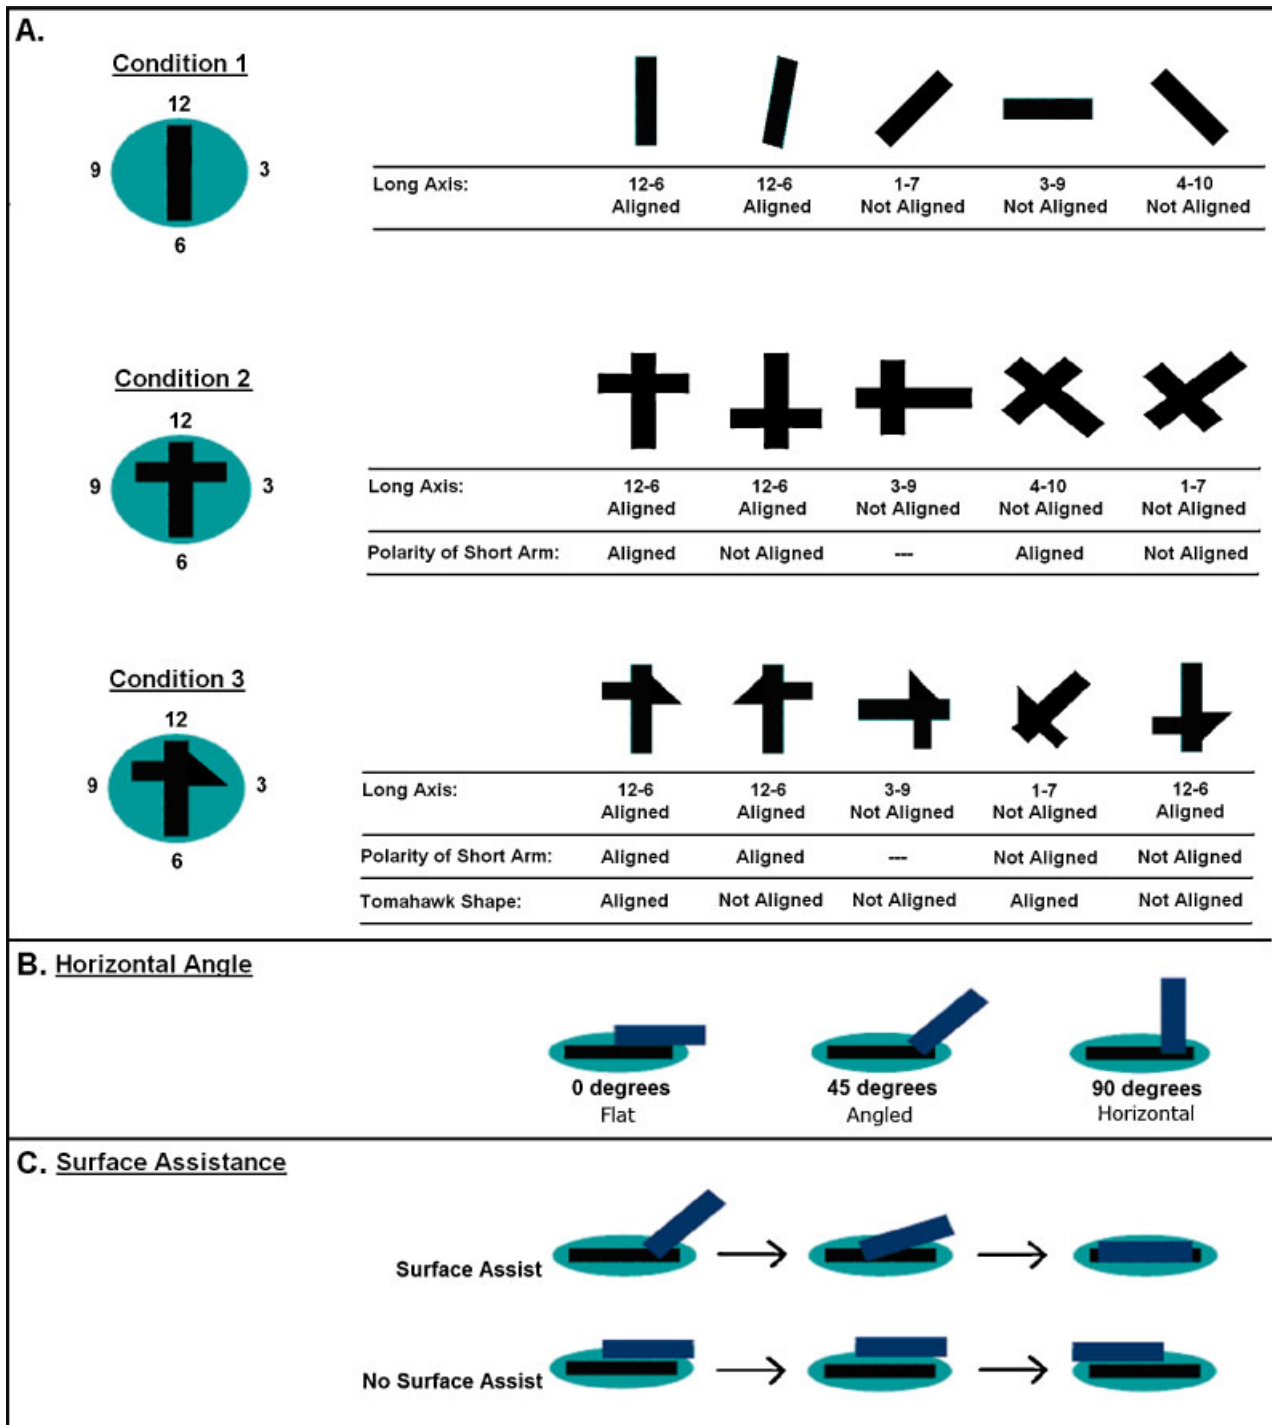 A.
Condition 1
12
9 3
6
Long Axis: 12-6 12-6 1-7 3-9 4-10
Aligned Aligned Not Aligned Not Aligned Not Aligned
Condition 2
12
9 3
6
Long Axis: 12-6 12-6 3-9 4-10 1-7
Aligned Aligned Not Aligned Not Aligned Not Aligned
Polarity of Short Arm: Aligned Not Aligned --- Aligned Not Aligned
Condition 3
12
9 3
6
Long Axis: 12-6 12-6 3-9 1-7 12-6
Aligned Aligned Not Aligned Not Aligned Aligned
Polarity of Short Arm: Aligned Aligned --- Not Aligned Not Aligned
Tomahawk Shape: Aligned Not Aligned Not Aligned Aligned Not Aligned
B. Horizontal Angle
0 degrees 45 degrees 90 degrees
Flat Angled Horizontal
C. Surface Assistance
Surface Assist
No Surface Assist